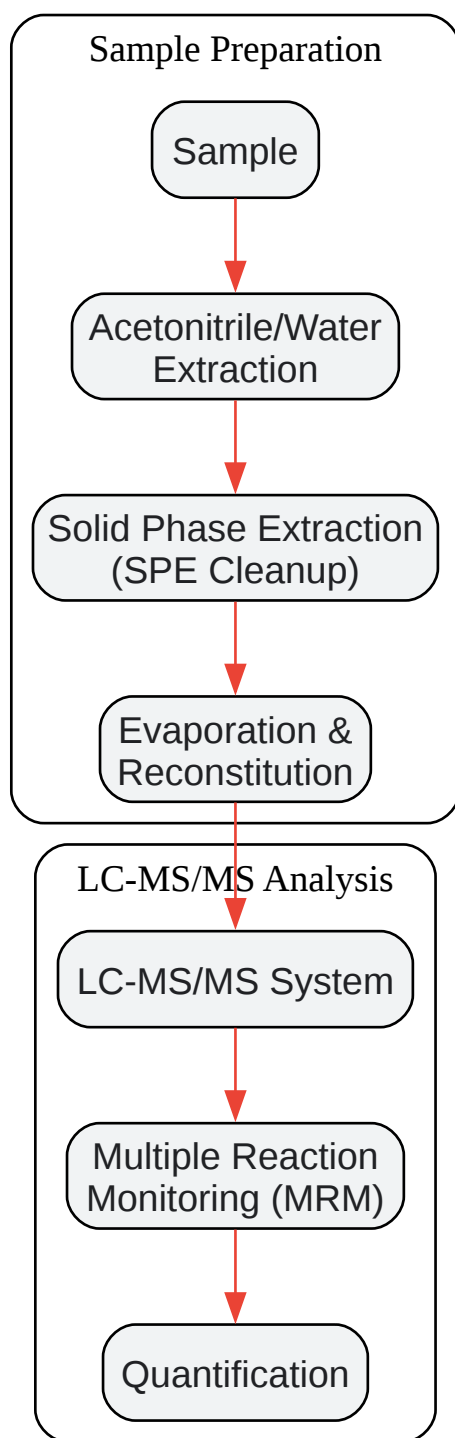 Sample Preparation
Sample
Acetonitrile/Water
Extraction
Solid Phase Extraction
(SPE Cleanup)
Evaporation &
Reconstitution
LC-MS/MS Analysis
LC-MS/MS System
Multiple Reaction
Monitoring (MRM)
Quantification